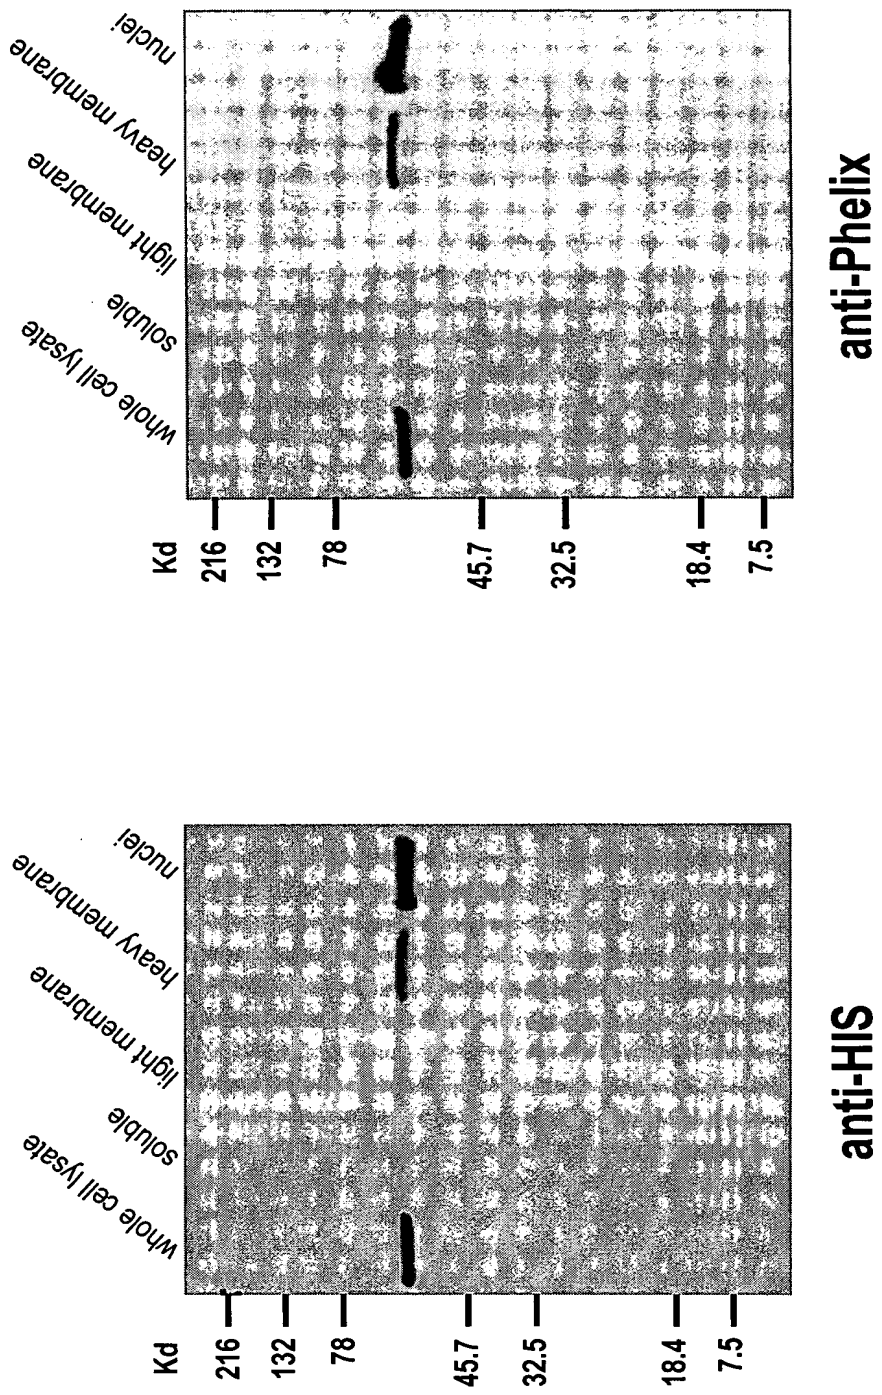 Kd
216
132
78
45.7
32.5
18.4
7.5
whole cell lysate
soluble
light membrane
heavy membrane
nuclei
anti-HIS
Kd
216
132
78
45.7
32.5
18.4
7.5
whole cell lysate
soluble
light membrane
heavy membrane
nuclei
anti-Phelix